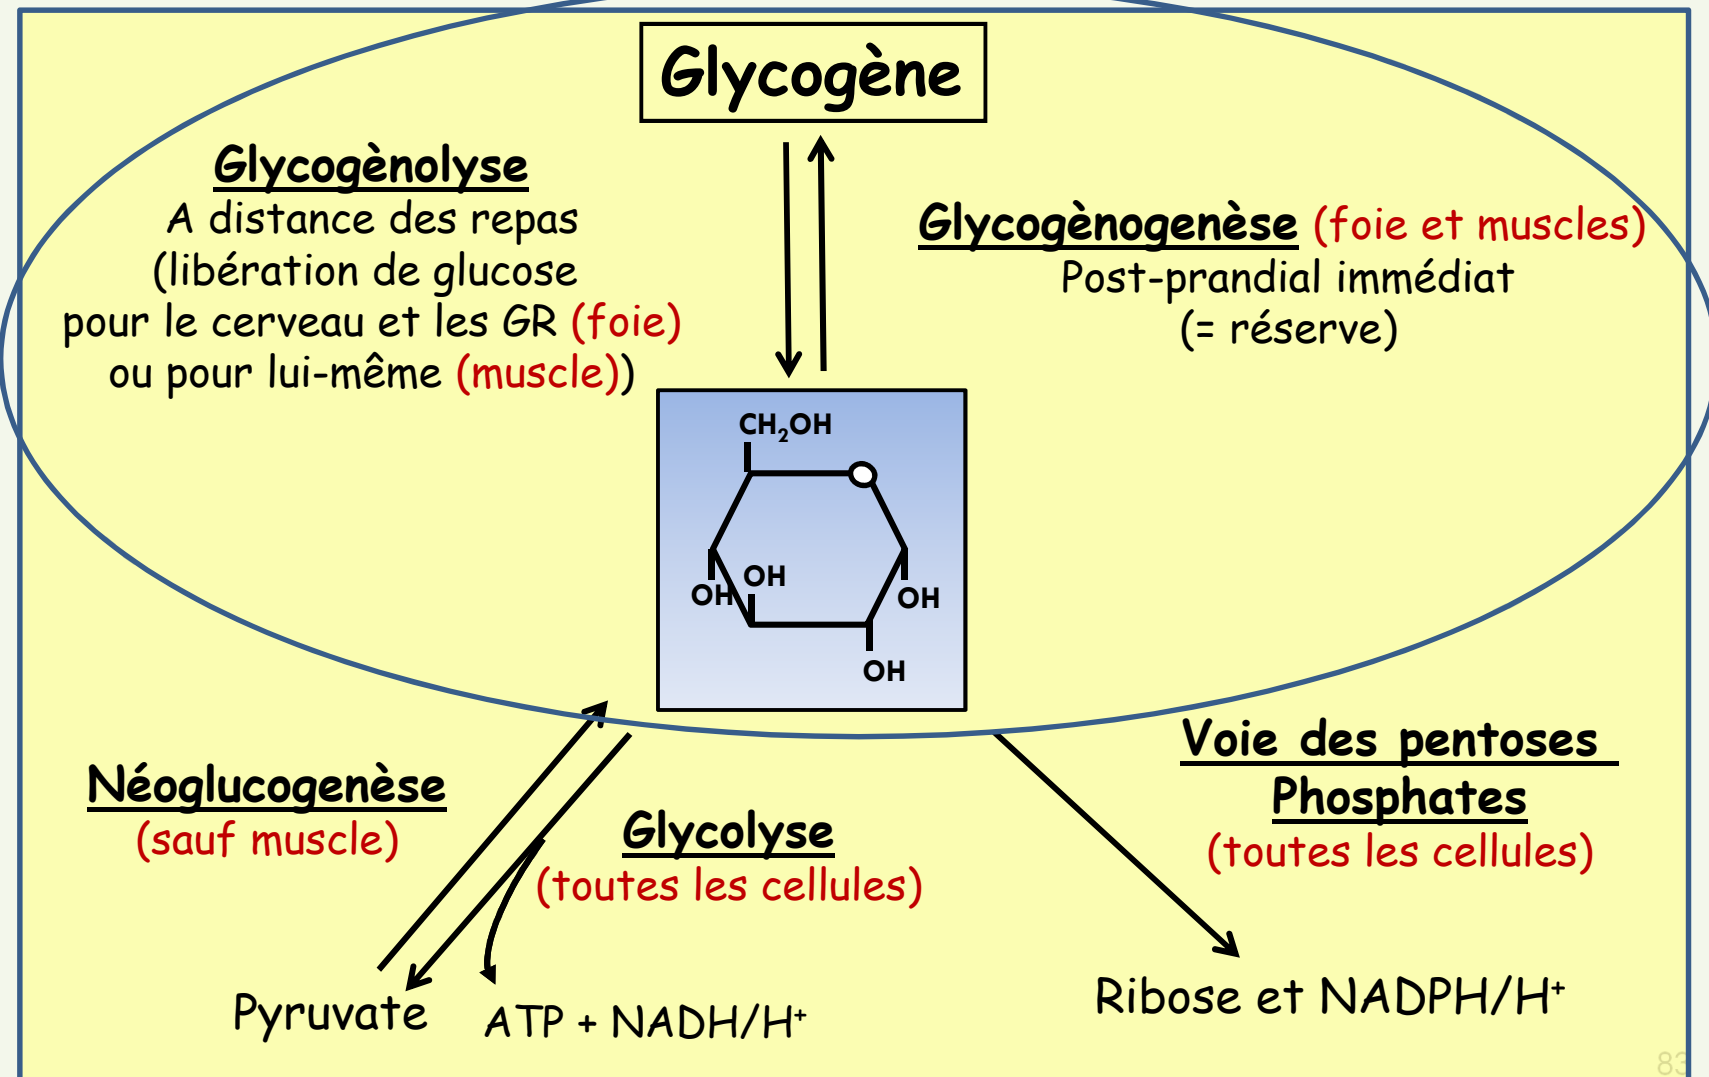 Glycogène
Glycogènolyse
A distance des repas
(libération de glucose
pour le cerveau et les GR (foie)
ou pour lui-même (muscle))
Glycogènogenèse (foie et muscles)
Post-prandial immédiat
(= réserve)
CH₂OH
OH
OH
OH
OH
Néoglucogenèse
(sauf muscle)
Glycolyse
(toutes les cellules)
Voie des pentoses
Phosphates
(toutes les cellules)
Pyruvate
ATP + NADH/H⁺
Ribose et NADPH/H⁺
83